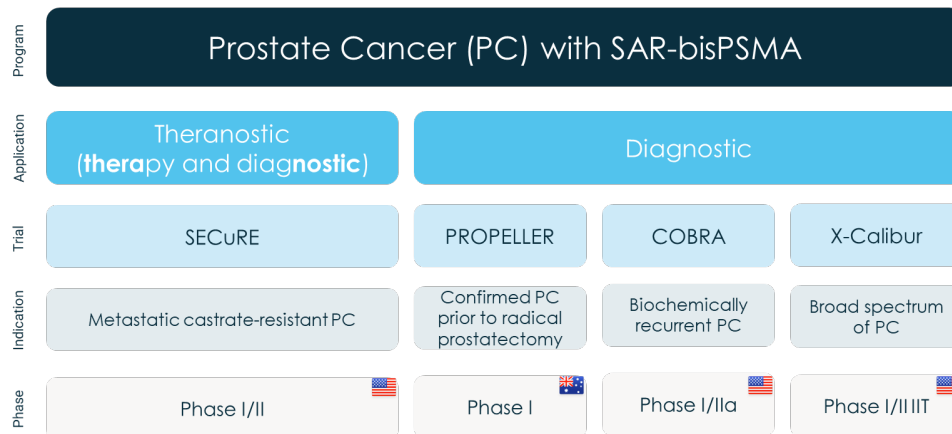 Program
Prostate Cancer (PC) with SAR-bisPSMA
Application
Theranostic
(therapy and diagnostic)
Diagnostic
Trial
SECuRE
PROPELLER
COBRA
X-Calibur
Indication
Metastatic castrate-resistant PC
Confirmed PC
prior to radical
prostatectomy
Biochemically
recurrent PC
Broad spectrum
of PC
Phase
Phase I/II
Phase I
Phase I/IIa
Phase I/II IIT